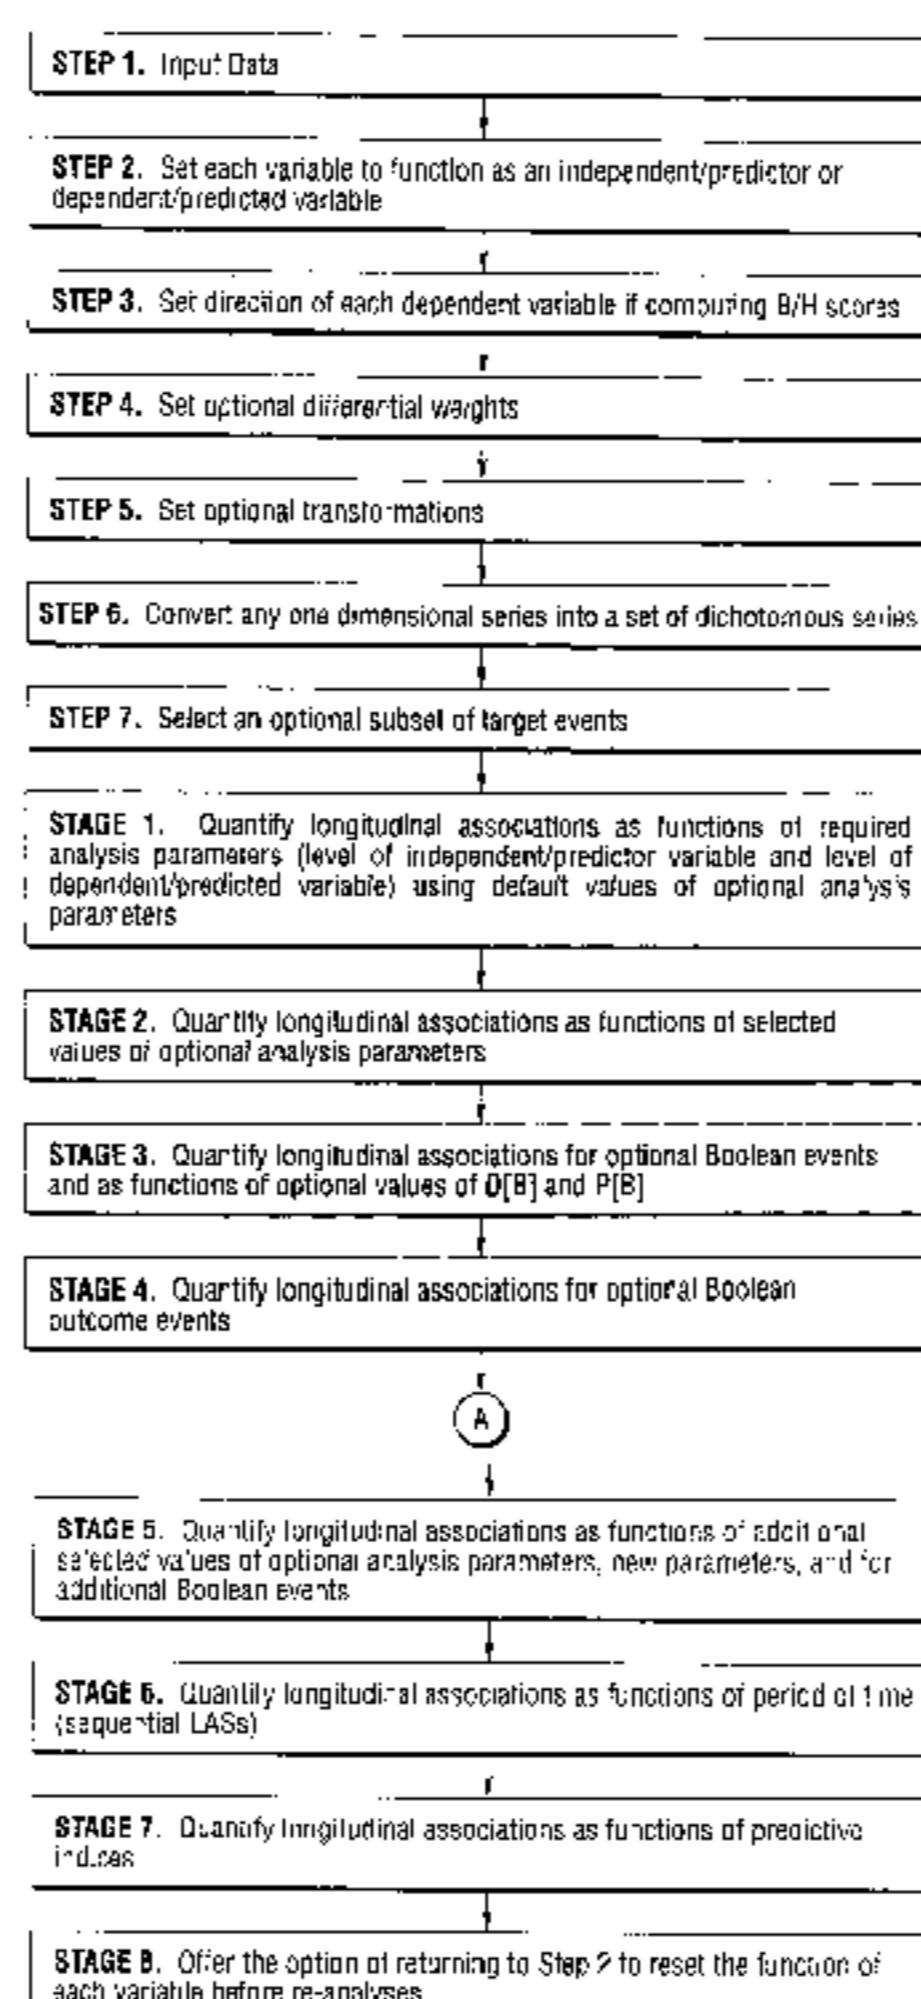 STEP 1. Input Data
STEP 2. Set each variable to function as an independent/predictor or
dependent/predicted variable
STEP 3. Set direction of each dependent variable if computing B/H scores
STEP 4. Set optional differential weights
STEP 5. Set optional transformations
STEP 6. Convert any one dimensional series into a set of dichotomous series
STEP 7. Select an optional subset of target events
STAGE 1. Quantify longitudinal associations as functions of required
analysis parameters (level of independent/predictor variable and level of
dependent/predicted variable) using default values of optional analysis
parameters
STAGE 2. Quantify longitudinal associations as functions of selected
values of optional analysis parameters
STAGE 3. Quantify longitudinal associations for optional Boolean events
and as functions of optional values of D[B] and P[B]
STAGE 4. Quantify longitudinal associations for optional Boolean
outcome events
A
STAGE 5. Quantify longitudinal associations as functions of additional
selected values of optional analysis parameters, new parameters, and for
additional Boolean events
STAGE 6. Quantify longitudinal associations as functions of period of time
(sequential LASs)
STAGE 7. Quantify longitudinal associations as functions of predictive
indices
STAGE 8. Offer the option of returning to Step 2 to reset the function of
each variable before re-analyses